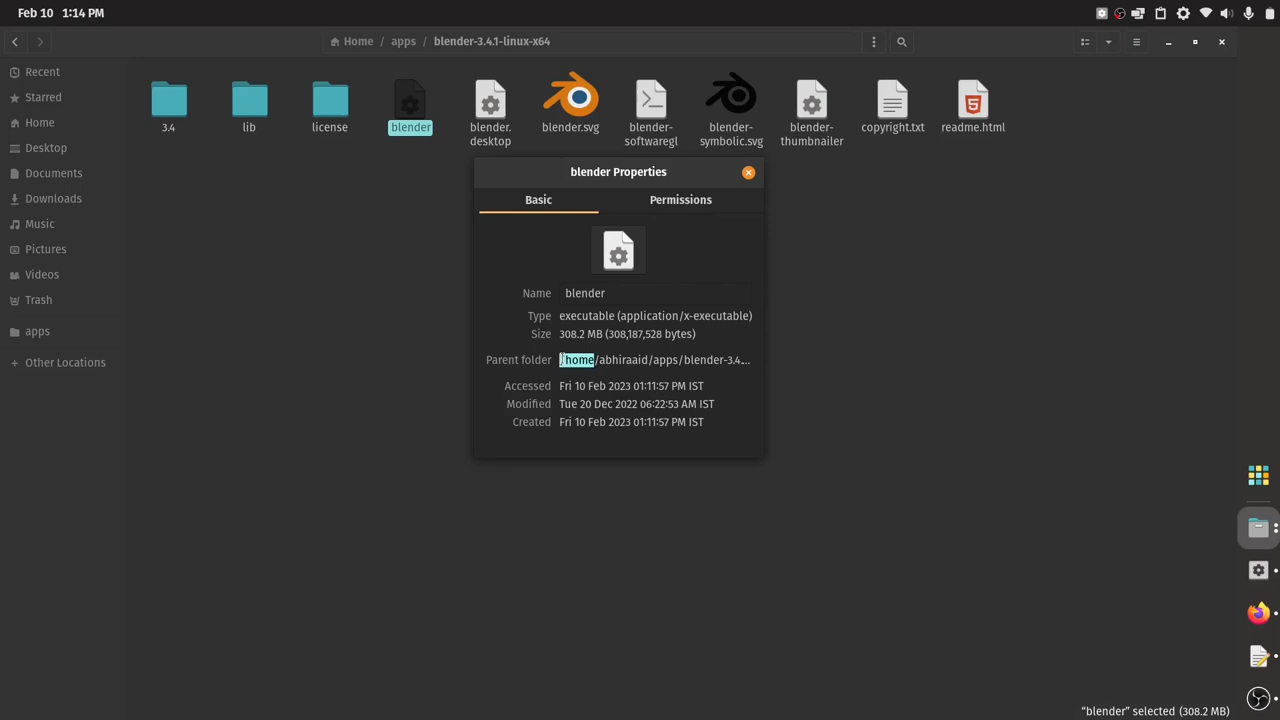 Feb 10 1:14 PM
Home apps blender-3.4.1-linux-x64
Recent
Starred
Home
Desktop
Documents
Downloads
Music
Pictures
Videos
Trash
apps
Other Locations
3.4
lib
license
blender
blender.
desktop
blender.svg
blender-
softwaregl
blender-
symbolic.svg
blender-
thumbnailer
copyright.txt
readme.html
blender Properties
Basic Permissions
Name blender
Type executable (application/x-executable)
Size 308.2 MB (308,187,528 bytes)
Parent folder /home/abhiraaid/apps/blender-3.4…
Accessed Fri 10 Feb 2023 01:11:57 PM IST
Modified Tue 20 Dec 2022 06:22:53 AM IST
Created Fri 10 Feb 2023 01:11:57 PM IST
“blender” selected (308.2 MB)